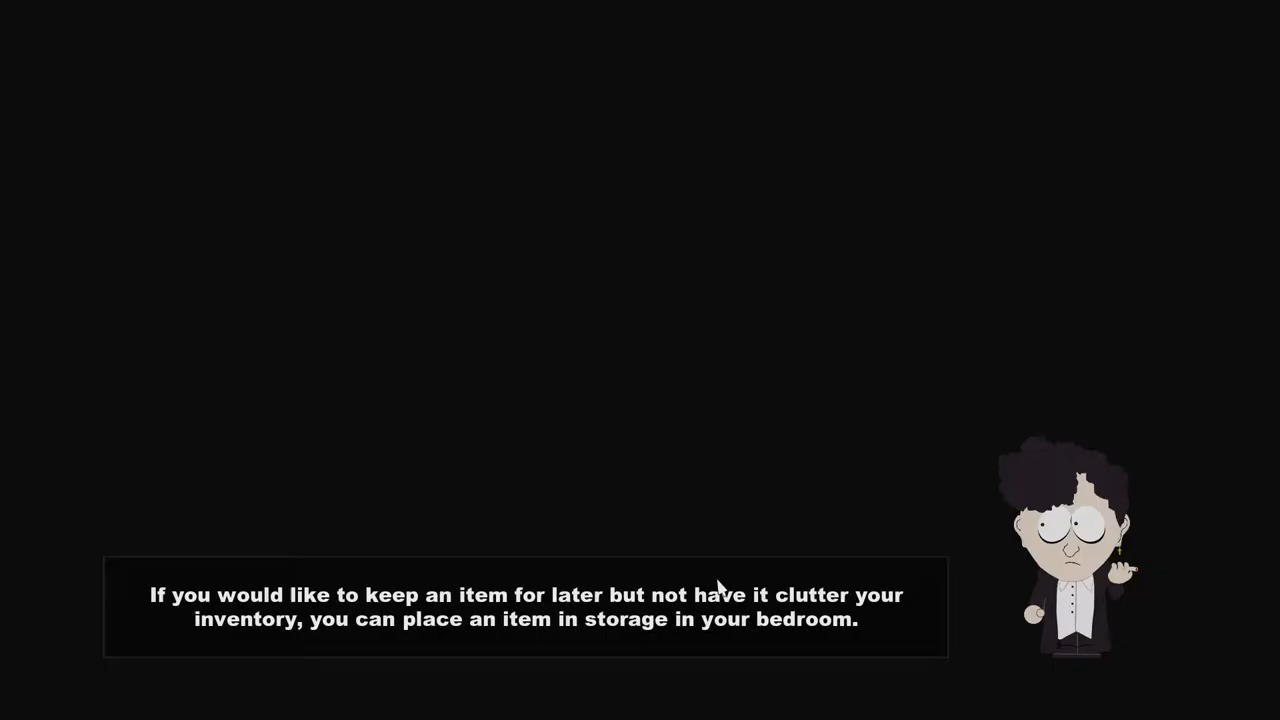 If you would like to keep an item for later but not have it clutter your
inventory, you can place an item in storage in your bedroom.